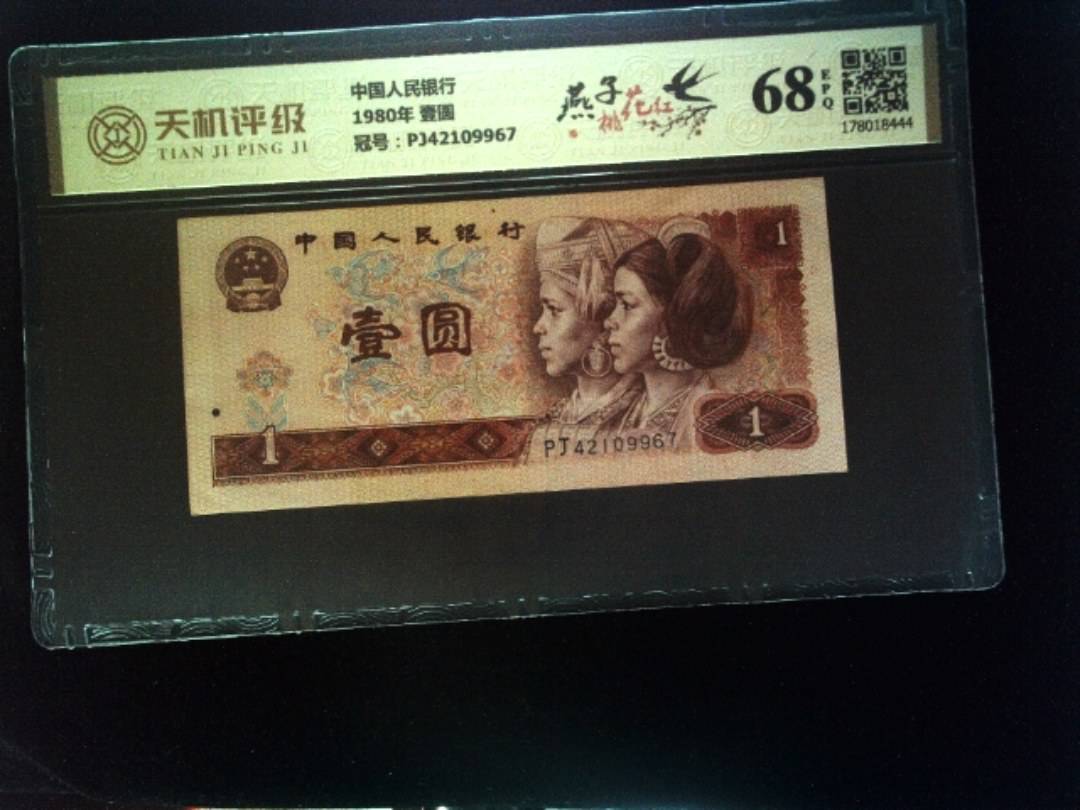 天机评级
TIAN JI PING JI
中国人民银行
1980年 壹圆
冠号：PJ42109967
燕子
桃花红
68
EPQ
178018444
中国人民银行
壹圆
1
1
1
PJ42109967